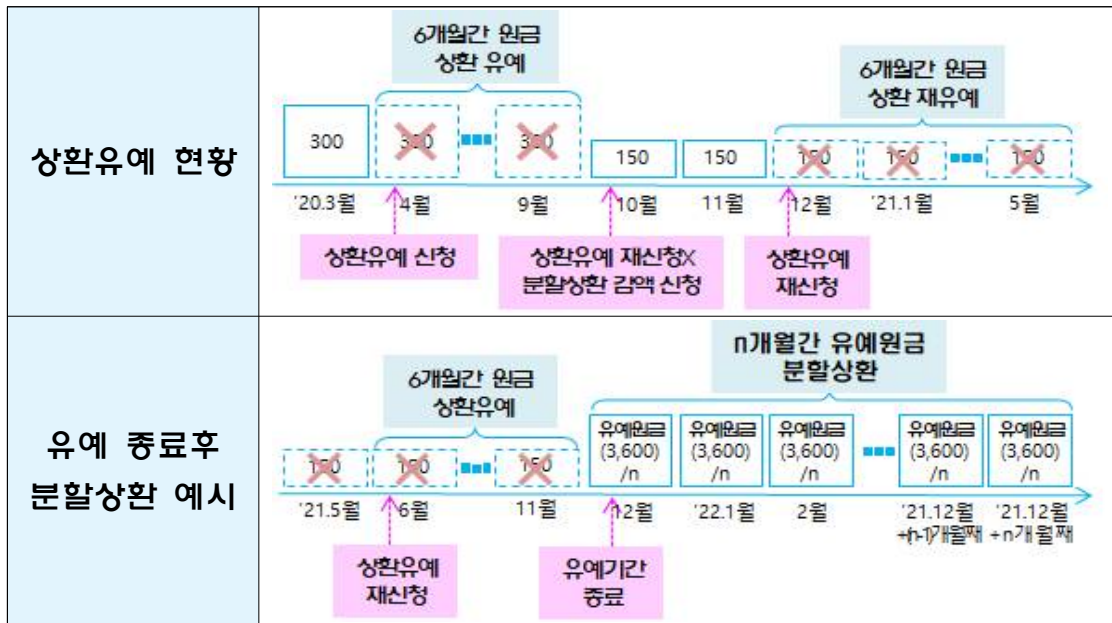 상환유예 현황
6개월간 원금
상환 유예
6개월간 원금
상환 재유예
300 300 300 150 150 150 150 150
'20.3월 4월 9월 10월 11월 12월 '21.1월 5월
상환유예 신청
상환유예 재신청X
분할상환 감액 신청
상환유예
재신청
유예 종료후
분할상환 예시
6개월간 원금
상환유예
n개월간 유예원금
분할상환
150 150 150
유예원금 유예원금 유예원금 유예원금 유예원금
(3,600) (3,600) (3,600) (3,600) (3,600)
/n /n /n /n /n
'21.5월 6월 11월 12월 '22.1월 2월 '21.12월 '21.12월
+(n-1)개월째 +n개월째
상환유예
재신청
유예기간
종료